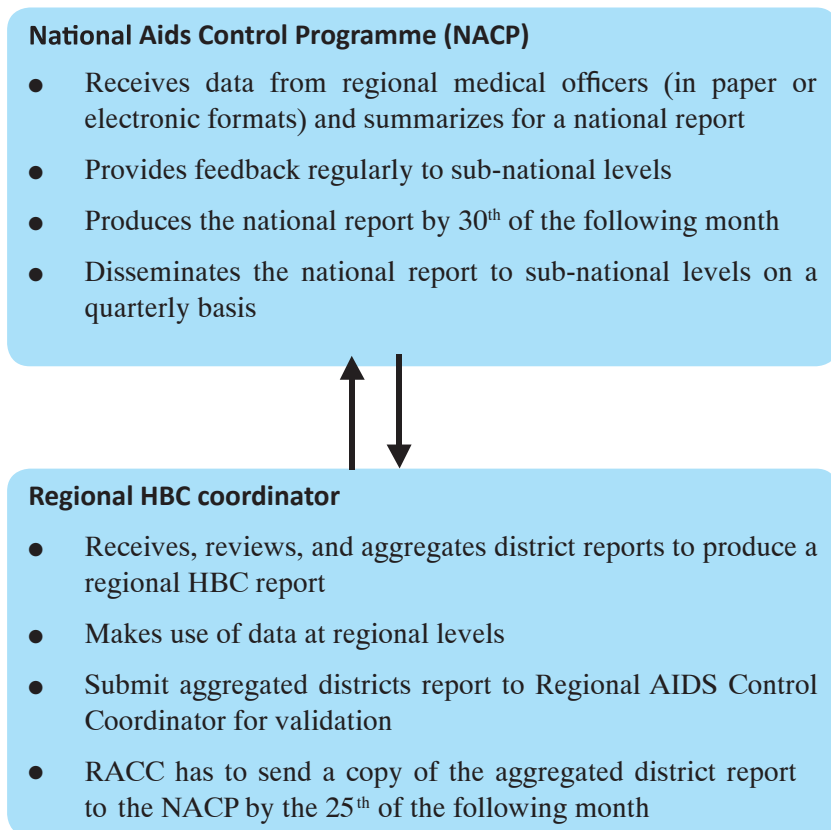 National Aids Control Programme (NACP)
● Receives data from regional medical officers (in paper or
electronic formats) and summarizes for a national report
● Provides feedback regularly to sub-national levels
● Produces the national report by 30th of the following month
● Disseminates the national report to sub-national levels on a
quarterly basis
Regional HBC coordinator
● Receives, reviews, and aggregates district reports to produce a
regional HBC report
● Makes use of data at regional levels
● Submit aggregated districts report to Regional AIDS Control
Coordinator for validation
● RACC has to send a copy of the aggregated district report
to the NACP by the 25th of the following month